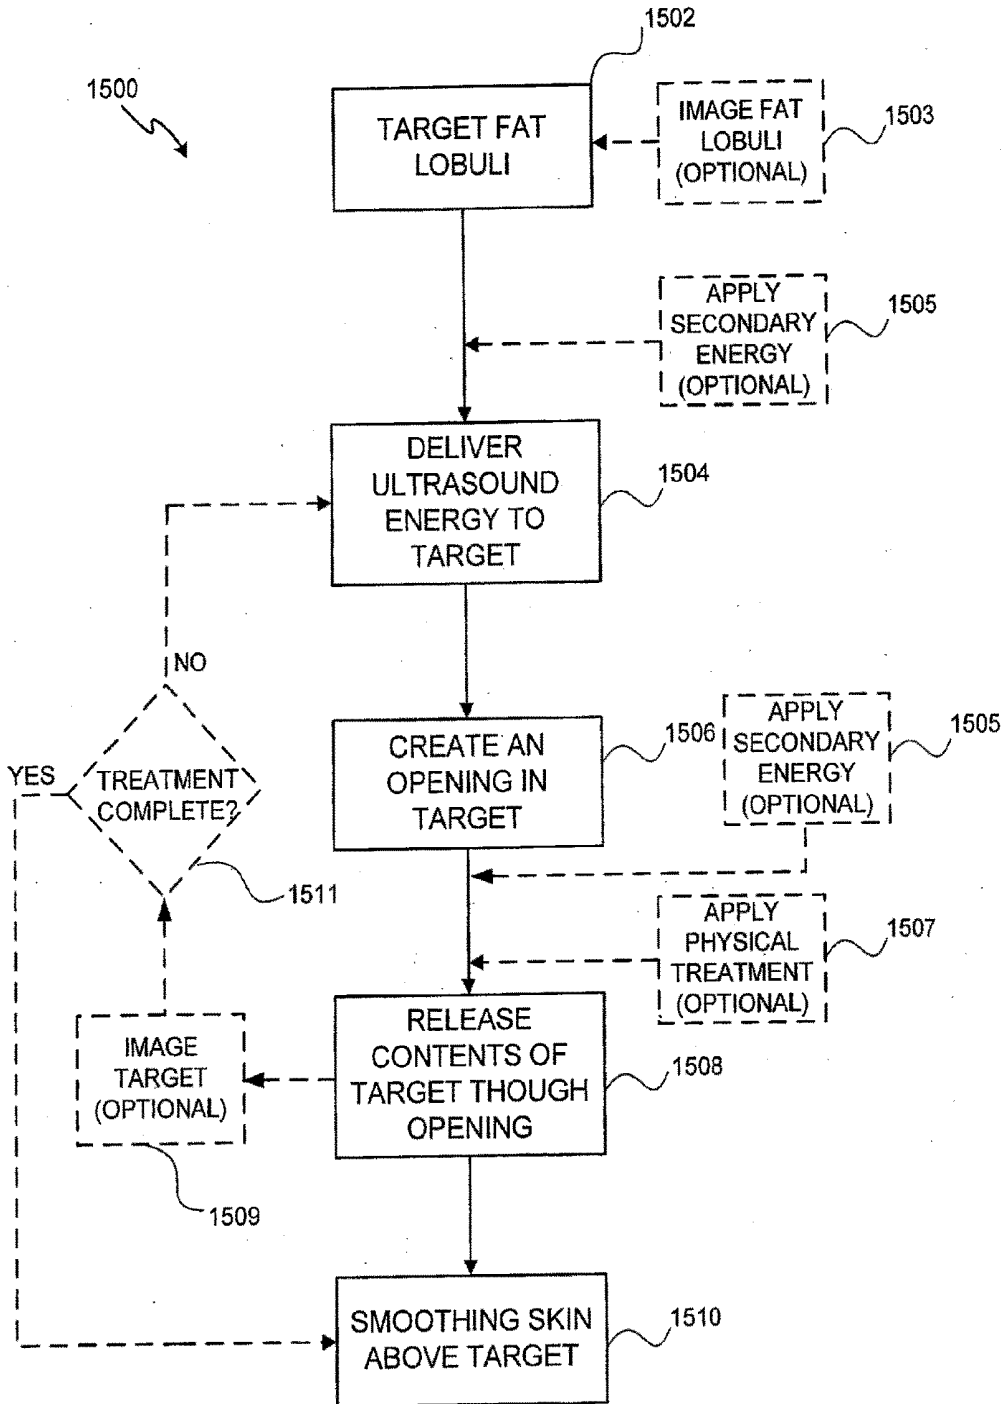 1500
1502
TARGET FAT
LOBULI
IMAGE FAT
LOBULI
(OPTIONAL)
1503
APPLY
SECONDARY
ENERGY
(OPTIONAL)
1505
DELIVER
ULTRASOUND
ENERGY TO
TARGET
1504
NO
YES
TREATMENT
COMPLETE?
1511
CREATE AN
OPENING IN
TARGET
1506
APPLY
SECONDARY
ENERGY
(OPTIONAL)
1505
APPLY
PHYSICAL
TREATMENT
(OPTIONAL)
1507
RELEASE
CONTENTS OF
TARGET THOUGH
OPENING
1508
IMAGE
TARGET
(OPTIONAL)
1509
SMOOTHING SKIN
ABOVE TARGET
1510